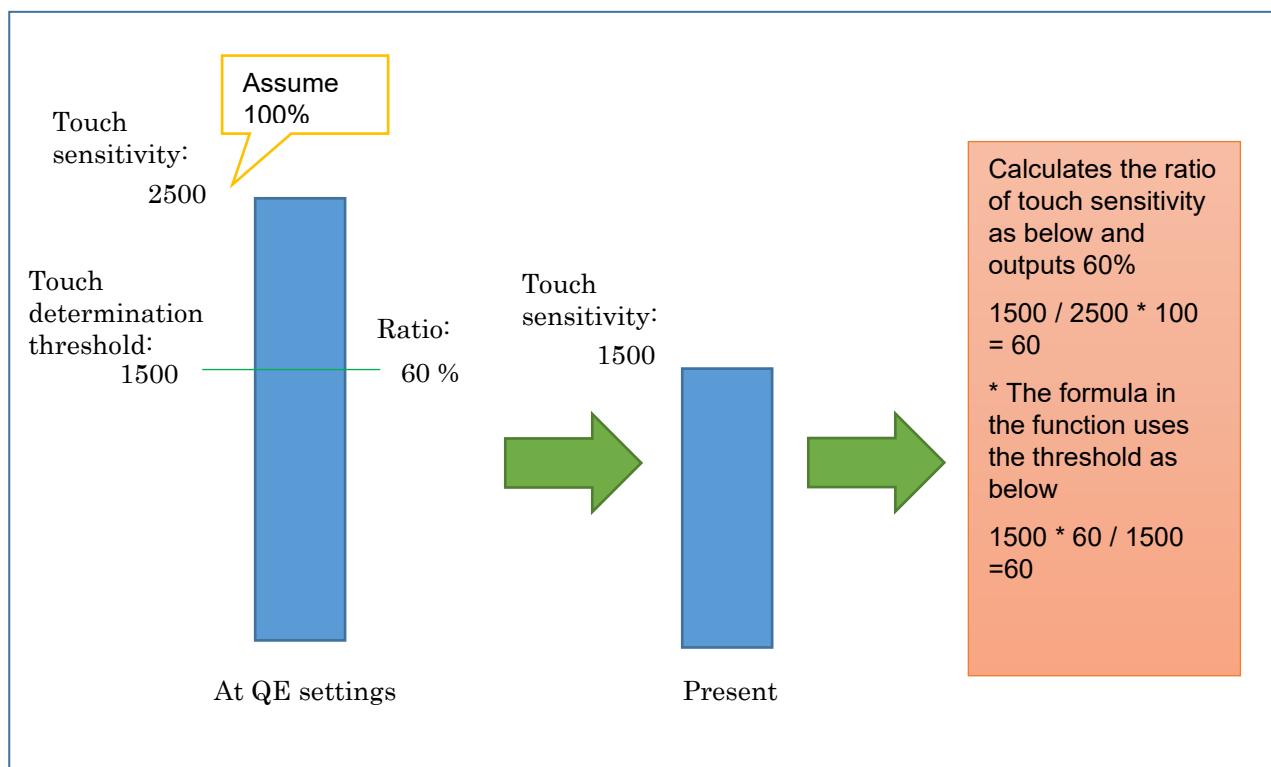 Assume
100%
Touch
sensitivity:
2500
Touch
determination
threshold:
1500
Ratio:
60 %
At QE settings
Touch
sensitivity:
1500
Present
Calculates the ratio
of touch sensitivity
as below and
outputs 60%
1500 / 2500 * 100
= 60
* The formula in
the function uses
the threshold as
below
1500 * 60 / 1500
=60